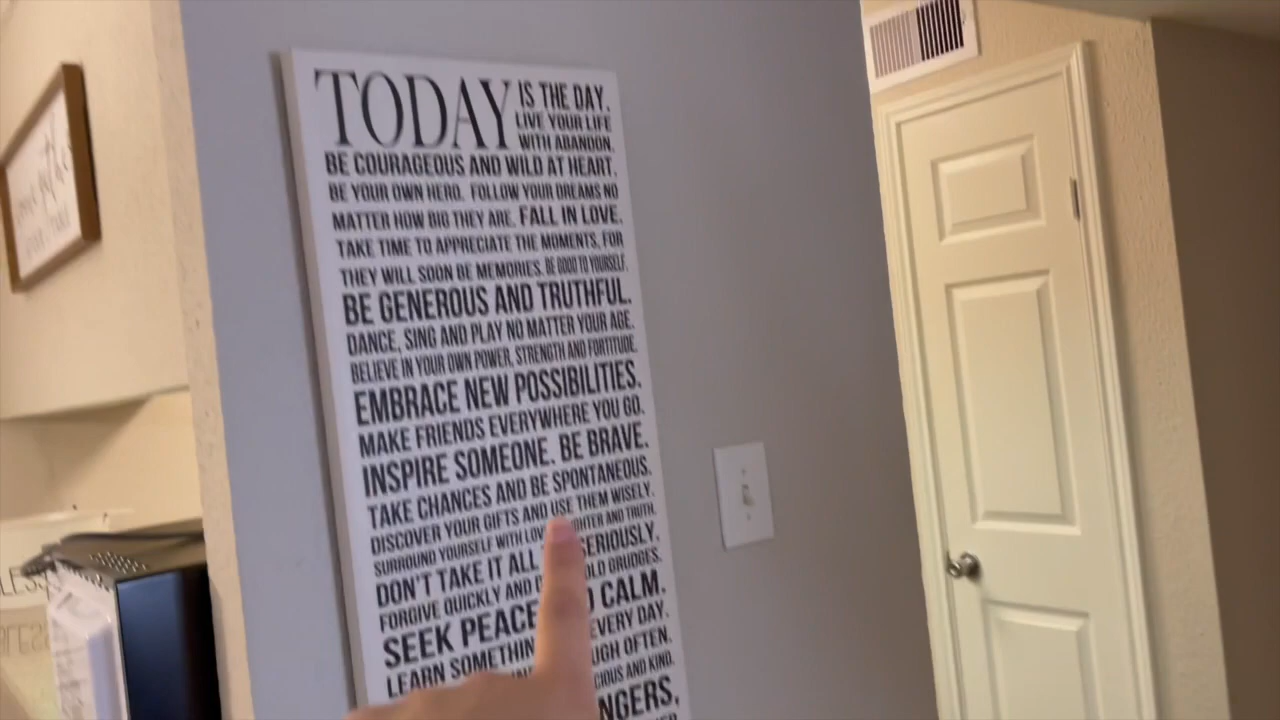 TODAY IS THE DAY.
LIVE YOUR LIFE
WITH ABANDON.
BE COURAGEOUS AND WILD AT HEART.
BE YOUR OWN HERO. FOLLOW YOUR DREAMS NO
MATTER HOW BIG THEY ARE. FALL IN LOVE.
TAKE TIME TO APPRECIATE THE MOMENTS, FOR
THEY WILL SOON BE MEMORIES. BE GOOD TO YOURSELF.
BE GENEROUS AND TRUTHFUL.
DANCE, SING AND PLAY NO MATTER YOUR AGE.
BELIEVE IN YOUR OWN POWER, STRENGTH AND FORTITUDE.
EMBRACE NEW POSSIBILITIES.
MAKE FRIENDS EVERYWHERE YOU GO.
INSPIRE SOMEONE. BE BRAVE.
TAKE CHANCES AND BE SPONTANEOUS.
DISCOVER YOUR GIFTS AND USE THEM WISELY.
SURROUND YOURSELF WITH AND TRUTH.
DON'T TAKE IT ALL SERIOUSLY.
FORGIVE QUICKLY AND GRUDGES.
SEEK PEACE CALM.
LEARN EVERY DAY.
OFTEN.
AND KIND.